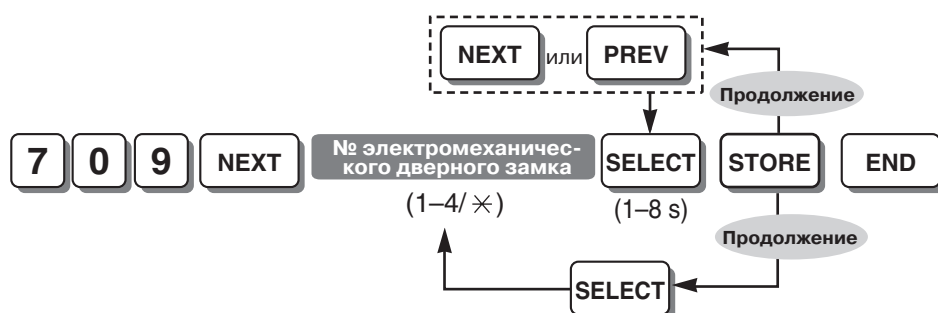 NEXT или PREV
Продолжение
7 0 9 NEXT № электромеханичес-
кого дверного замка SELECT STORE END
(1–4/ ✳) (1–8 s)
Продолжение
SELECT